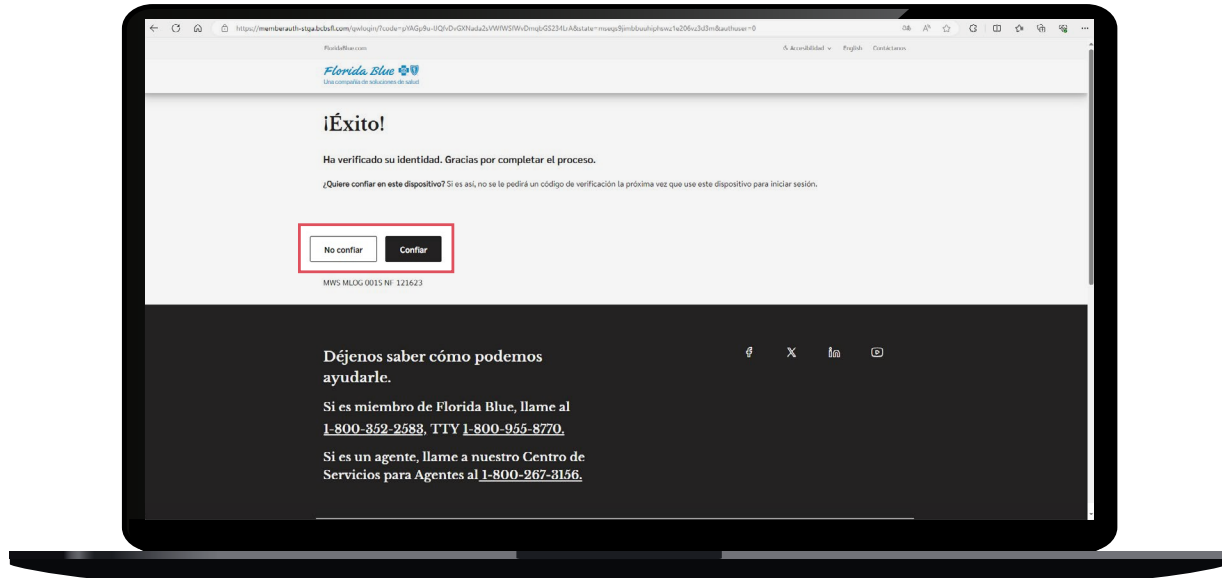 FloridaBlue.com
Accesibilidad
English
Contáctanos
Florida Blue
Una compañía de soluciones de salud
¡Éxito!
Ha verificado su identidad. Gracias por completar el proceso.
¿Quiere confiar en este dispositivo? Si es así, no se le pedirá un código de verificación la próxima vez que use este dispositivo para iniciar sesión.
No confiar
Confiar
MWS MLOG 001S NF 121623
Déjenos saber cómo podemos
ayudarle.
Si es miembro de Florida Blue, llame al
1-800-352-2583, TTY 1-800-955-8770.
Si es un agente, llame a nuestro Centro de
Servicios para Agentes al 1-800-267-3156.